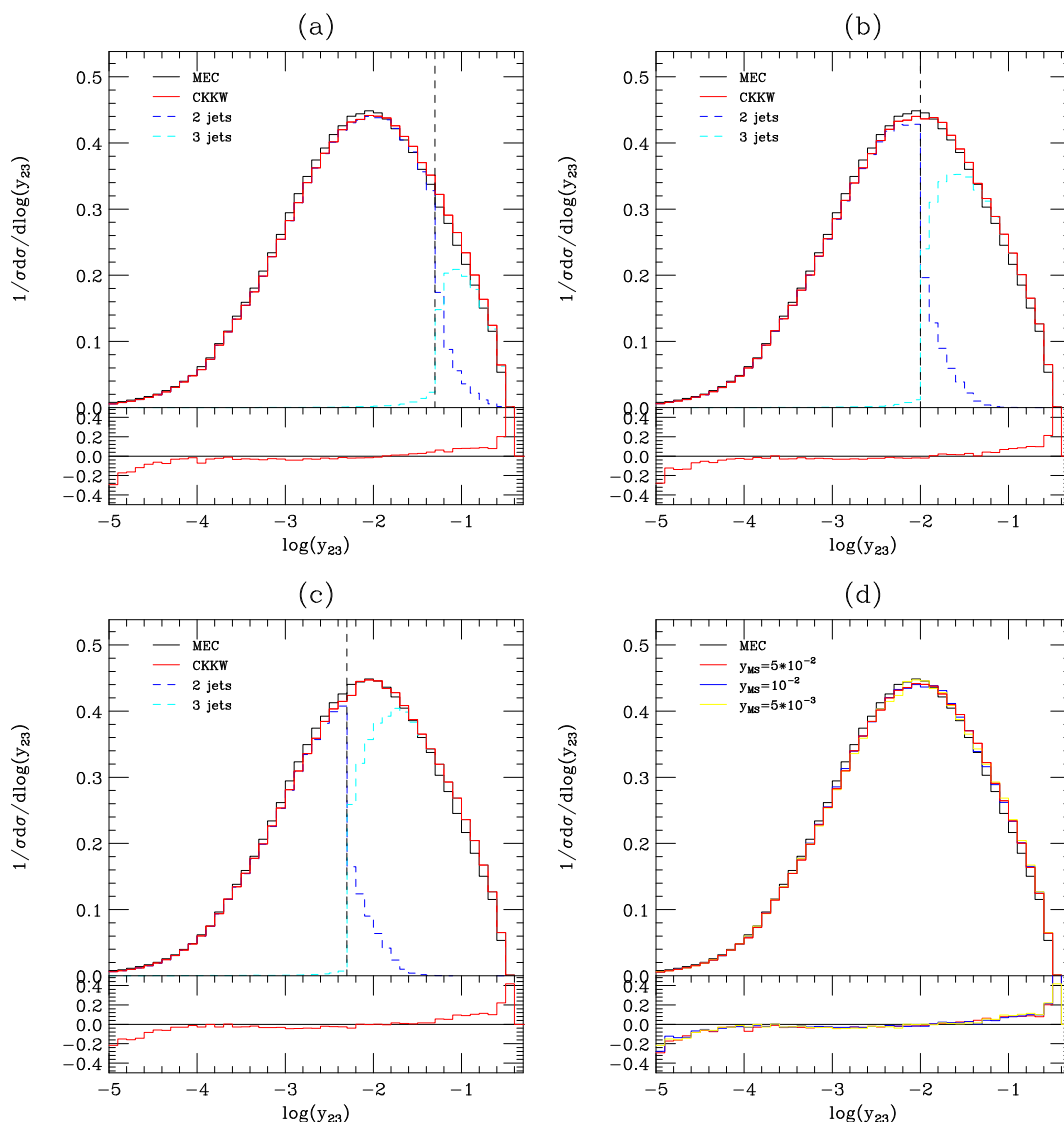 (a)
MEC
CKKW
2 jets
3 jets
1/σdσ/dlog(y₂₃)
0.5
0.4
0.3
0.2
0.1
0.0
0.4
0.2
0.0
−0.2
−0.4
−5
−4
−3
−2
−1
log(y₂₃)
(b)
MEC
CKKW
2 jets
3 jets
1/σdσ/dlog(y₂₃)
0.5
0.4
0.3
0.2
0.1
0.0
0.4
0.2
0.0
−0.2
−0.4
−5
−4
−3
−2
−1
log(y₂₃)
(c)
MEC
CKKW
2 jets
3 jets
1/σdσ/dlog(y₂₃)
0.5
0.4
0.3
0.2
0.1
0.0
0.4
0.2
0.0
−0.2
−0.4
−5
−4
−3
−2
−1
log(y₂₃)
(d)
MEC
y_MS=5*10⁻²
y_MS=10⁻²
y_MS=5*10⁻³
1/σdσ/dlog(y₂₃)
0.5
0.4
0.3
0.2
0.1
0.0
0.4
0.2
0.0
−0.2
−0.4
−5
−4
−3
−2
−1
log(y₂₃)